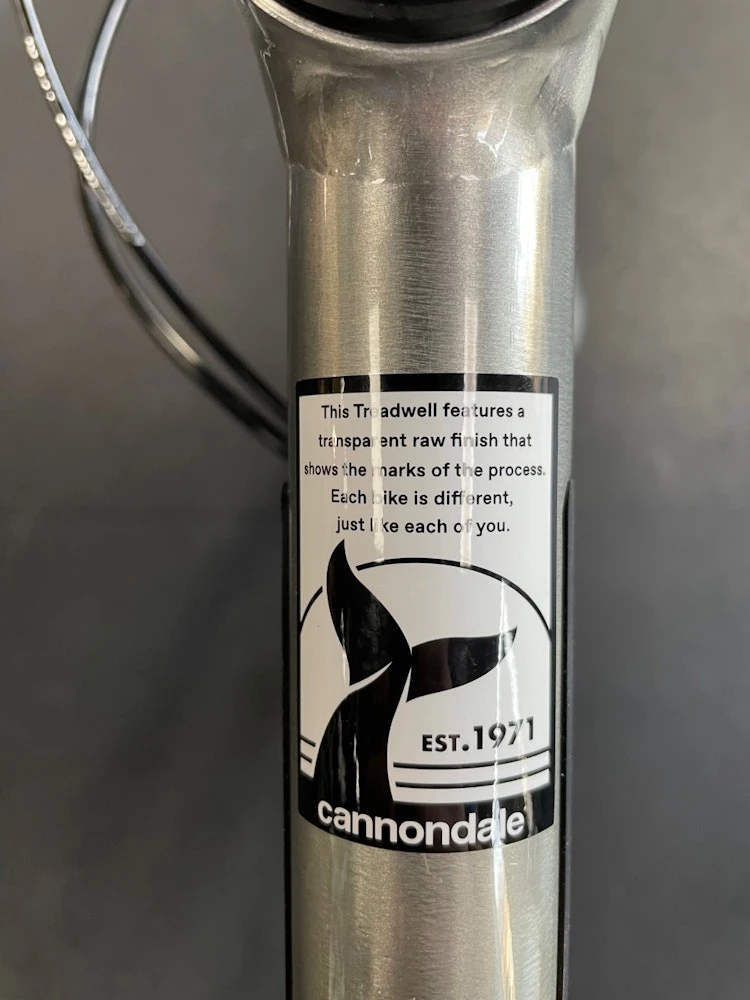 This Treadwell features a
transparent raw finish that
shows the marks of the process.
Each bike is different,
just like each of you.
EST.1971
cannondale